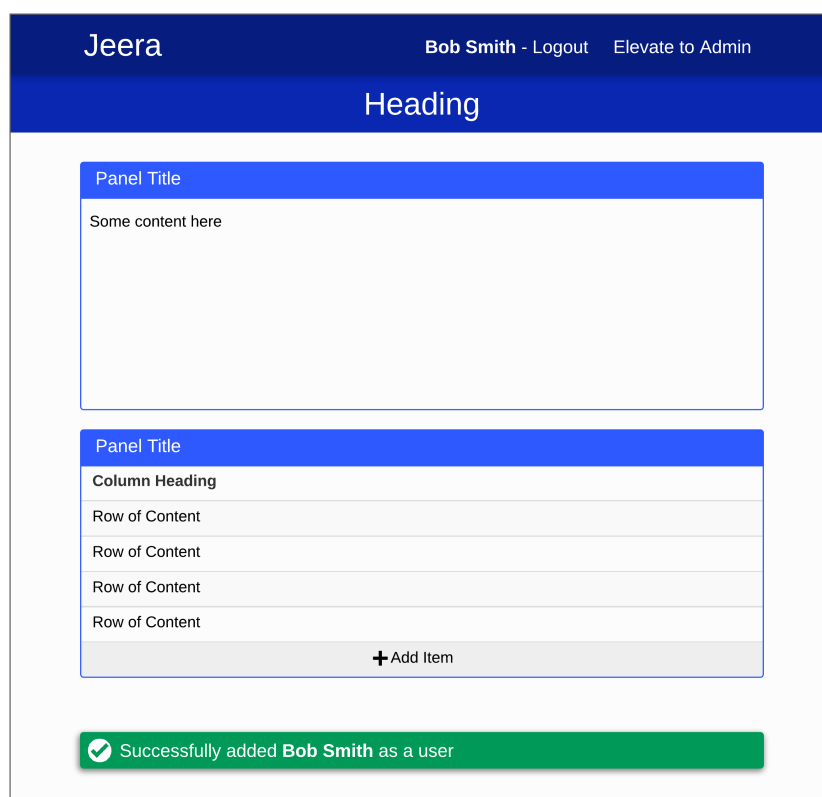 Jeera
Bob Smith - Logout Elevate to Admin
Heading
Panel Title
Some content here
Panel Title
Column Heading
Row of Content
Row of Content
Row of Content
Row of Content
Add Item
Successfully added Bob Smith as a user